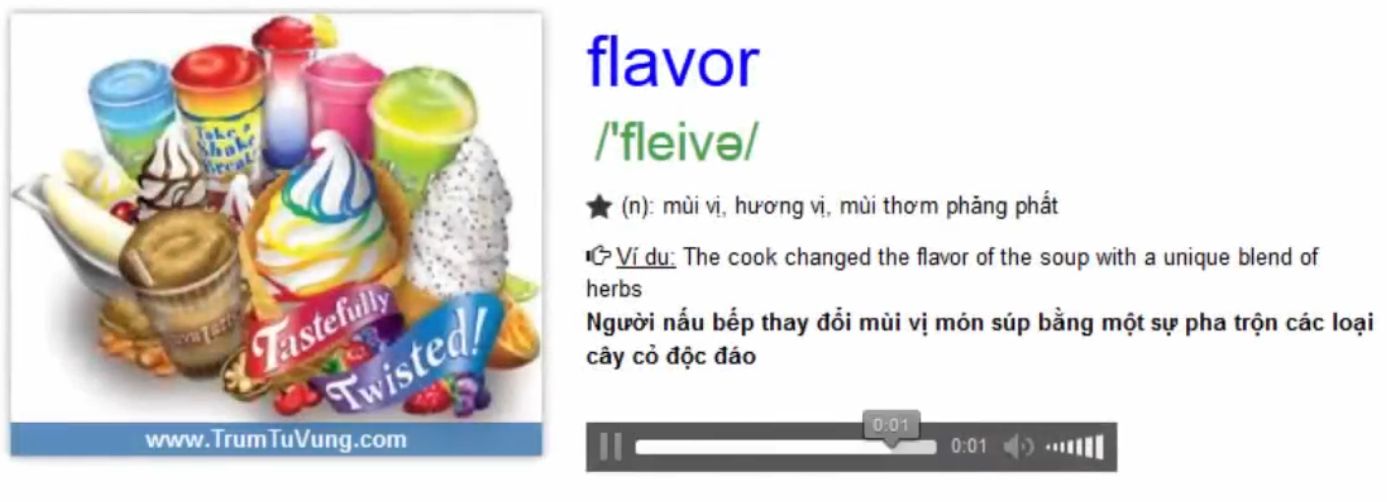 flavor
/'fleivə/
(n): mùi vị, hương vị, mùi thơm phảng phất
Ví dụ: The cook changed the flavor of the soup with a unique blend of
herbs
Người nấu bếp thay đổi mùi vị món súp bằng một sự pha trộn các loại
cây cỏ độc đáo
Take a
Shake
Break
Tastefully
Twisted!
www.TrumTuVung.com
0:01
0:01